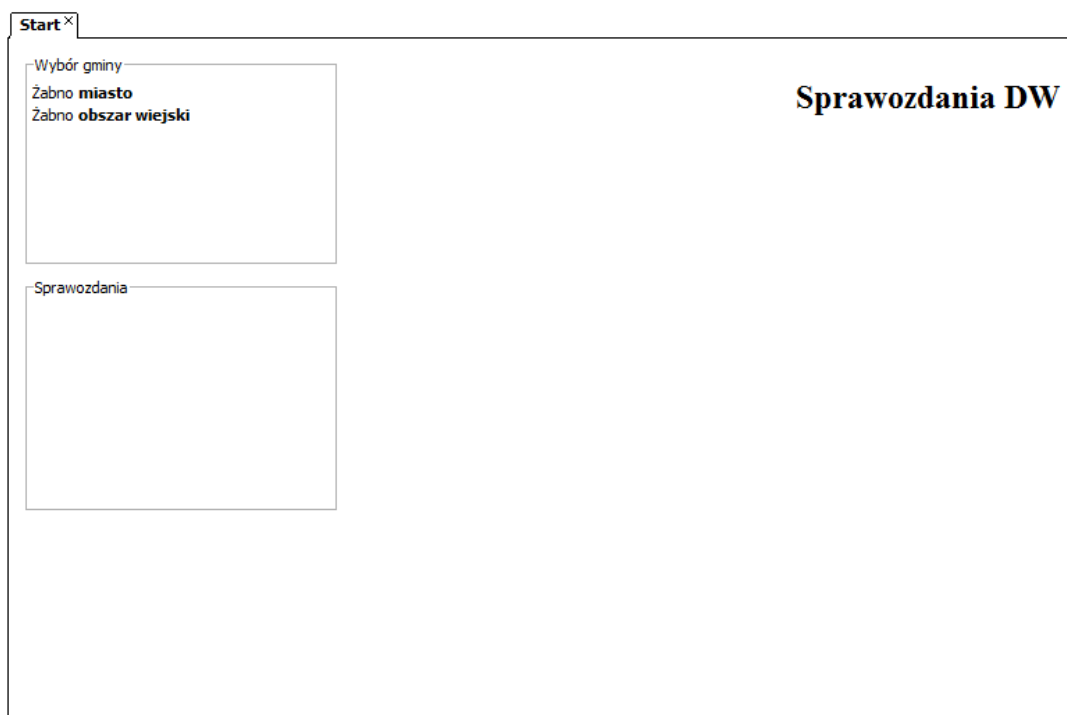 Start
Wybór gminy
Żabno miasto
Żabno obszar wiejski
Sprawozdania DW
Sprawozdania